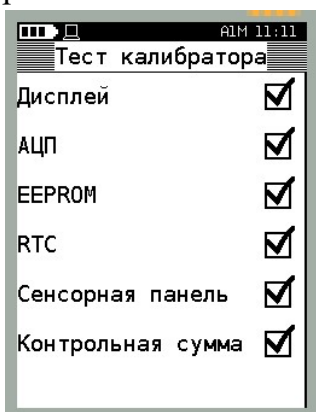 A1M 11:11
Тест калибратора
Дисплей
АЦП
EEPROM
RTC
Сенсорная панель
Контрольная сумма